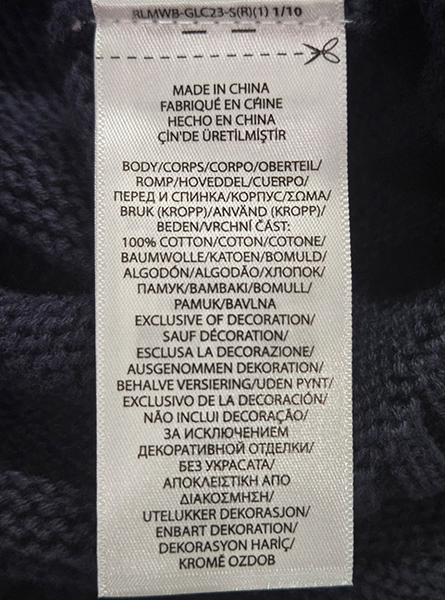 RLMWB-GLC23-S(R)(1) 1/10
MADE IN CHINA
FABRIQUÉ EN CHINE
HECHO EN CHINA
ÇİN'DE ÜRETİLMİŞTİR
BODY/CORPS/CORPO/OBERTEIL/
ROMP/HOVEDDEL/CUERPO/
ПЕРЕД И СПИНКА/КОРПУС/ΣΩΜΑ/
BRUK (KROPP)/ANVÄND (KROPP)/
BEDEN/VRCHNÍ ČÁST:
100% COTTON/COTON/COTONE/
BAUMWOLLE/KATOEN/BOMULD/
ALGODÓN/ALGODÃO/ХЛОПОК/
ПАМУК/ΒΑΜΒΑΚΙ/BOMULL/
PAMUK/BAVLNA
EXCLUSIVE OF DECORATION/
SAUF DÉCORATION/
ESCLUSA LA DECORAZIONE/
AUSGENOMMEN DEKORATION/
BEHALVE VERSIERING/UDEN PYNT/
EXCLUSIVO DE LA DECORACIÓN/
NÃO INCLUI DECORAÇÃO/
ЗА ИСКЛЮЧЕНИЕМ
ДЕКОРАТИВНОЙ ОТДЕЛКИ/
БЕЗ УКРАСАТА/
ΑΠΟΚΛΕΙΣΤΙΚΗ ΑΠΟ
ΔΙΑΚΟΣΜΗΣΗ/
UTELUKKER DEKORASJON/
ENBART DEKORATION/
DEKORASYON HARİÇ/
KROMĚ OZDOB